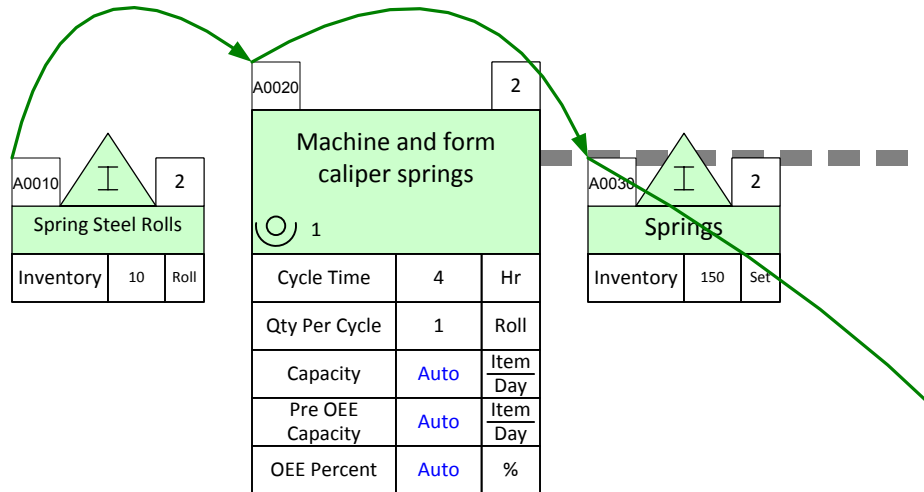 A0010
2
Spring Steel Rolls
Inventory 10 Roll
A0020
2
Machine and form
caliper springs
1
Cycle Time 4 Hr
Qty Per Cycle 1 Roll
Capacity Auto Item
Day
Pre OEE
Capacity Auto Item
Day
OEE Percent Auto %
A0030
2
Springs
Inventory 150 Set